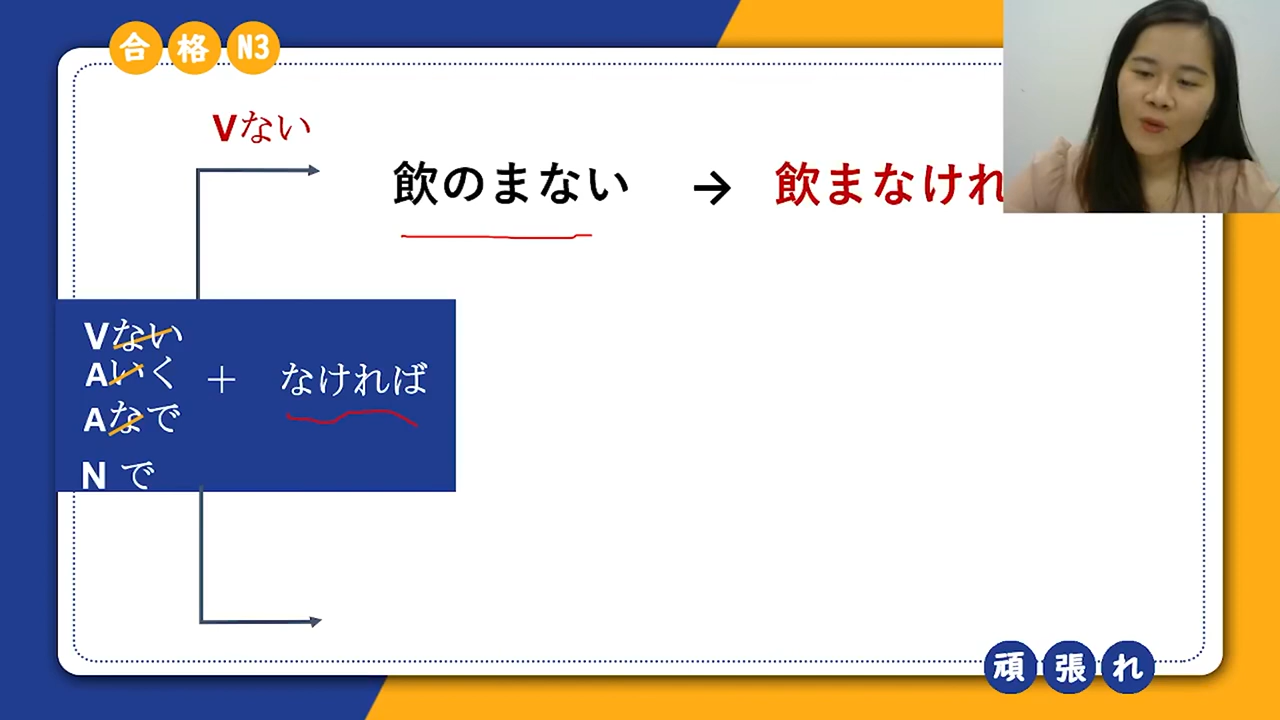 合格N3
Vない
飲のまない → 飲まなけれ
Vない
Aいく + なければ
Aなで
N で
頑張れ